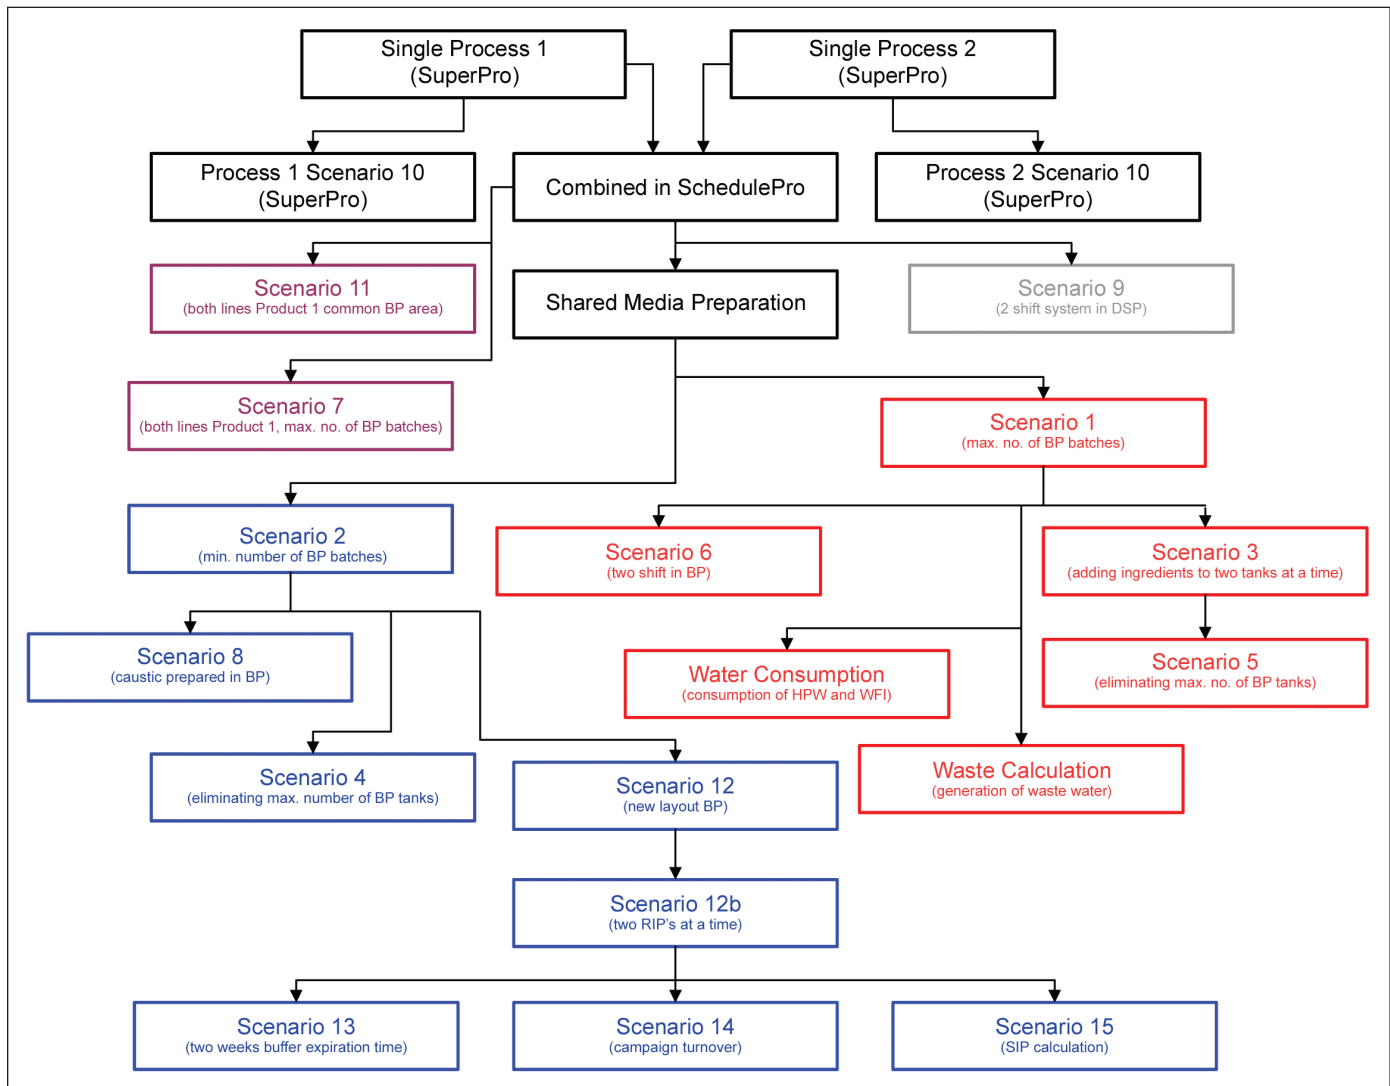 Single Process 1
(SuperPro)
Single Process 2
(SuperPro)
Process 1 Scenario 10
(SuperPro)
Combined in SchedulePro
Process 2 Scenario 10
(SuperPro)
Scenario 11
(both lines Product 1 common BP area)
Shared Media Preparation
Scenario 9
(2 shift system in DSP)
Scenario 7
(both lines Product 1, max. no. of BP batches)
Scenario 1
(max. no. of BP batches)
Scenario 2
(min. number of BP batches)
Scenario 6
(two shift in BP)
Scenario 3
(adding ingredients to two tanks at a time)
Scenario 8
(caustic prepared in BP)
Water Consumption
(consumption of HPW and WFI)
Scenario 5
(eliminating max. no. of BP tanks)
Scenario 4
(eliminating max. number of BP tanks)
Scenario 12
(new layout BP)
Waste Calculation
(generation of waste water)
Scenario 12b
(two RIP's at a time)
Scenario 13
(two weeks buffer expiration time)
Scenario 14
(campaign turnover)
Scenario 15
(SIP calculation)